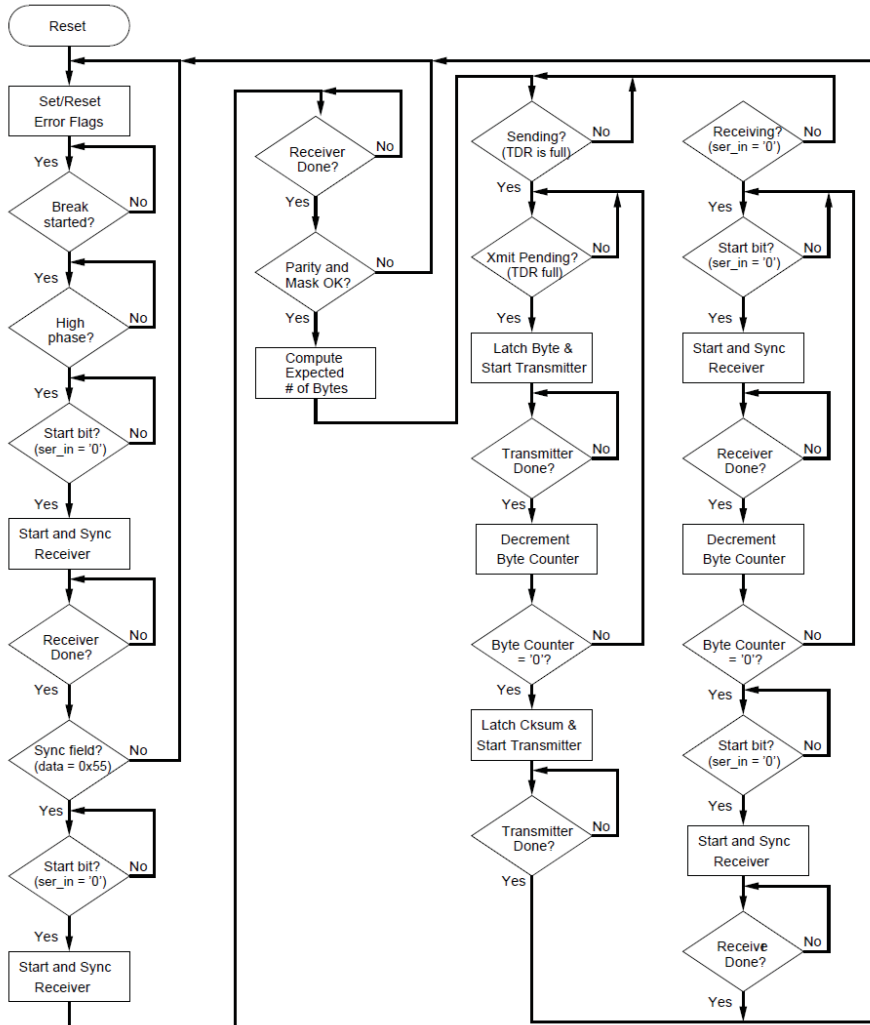 Reset
Set/Reset
Error Flags
Yes
No
Break
started?
Yes
No
High
phase?
Yes
No
Start bit?
(ser_in = '0')
Yes
Start and Sync
Receiver
No
Receiver
Done?
Yes
Sync field?
(data = 0x55)
No
Yes
Start bit?
(ser_in = '0')
No
Yes
Start and Sync
Receiver
Receiver
Done?
No
Yes
Parity and
Mask OK?
No
Yes
Compute
Expected
# of Bytes
Sending?
(TDR is full)
No
Yes
Xmit Pending?
(TDR full)
No
Yes
Latch Byte &
Start Transmitter
Transmitter
Done?
No
Yes
Decrement
Byte Counter
Byte Counter
= '0'?
No
Yes
Latch Cksum &
Start Transmitter
Transmitter
Done?
No
Yes
Receiving?
(ser_in = '0')
No
Yes
Start bit?
(ser_in = '0')
No
Yes
Start and Sync
Receiver
Receiver
Done?
No
Yes
Decrement
Byte Counter
Byte Counter
= '0'?
No
Yes
Start bit?
(ser_in = '0')
No
Yes
Start and Sync
Receiver
Receive
Done?
No
Yes